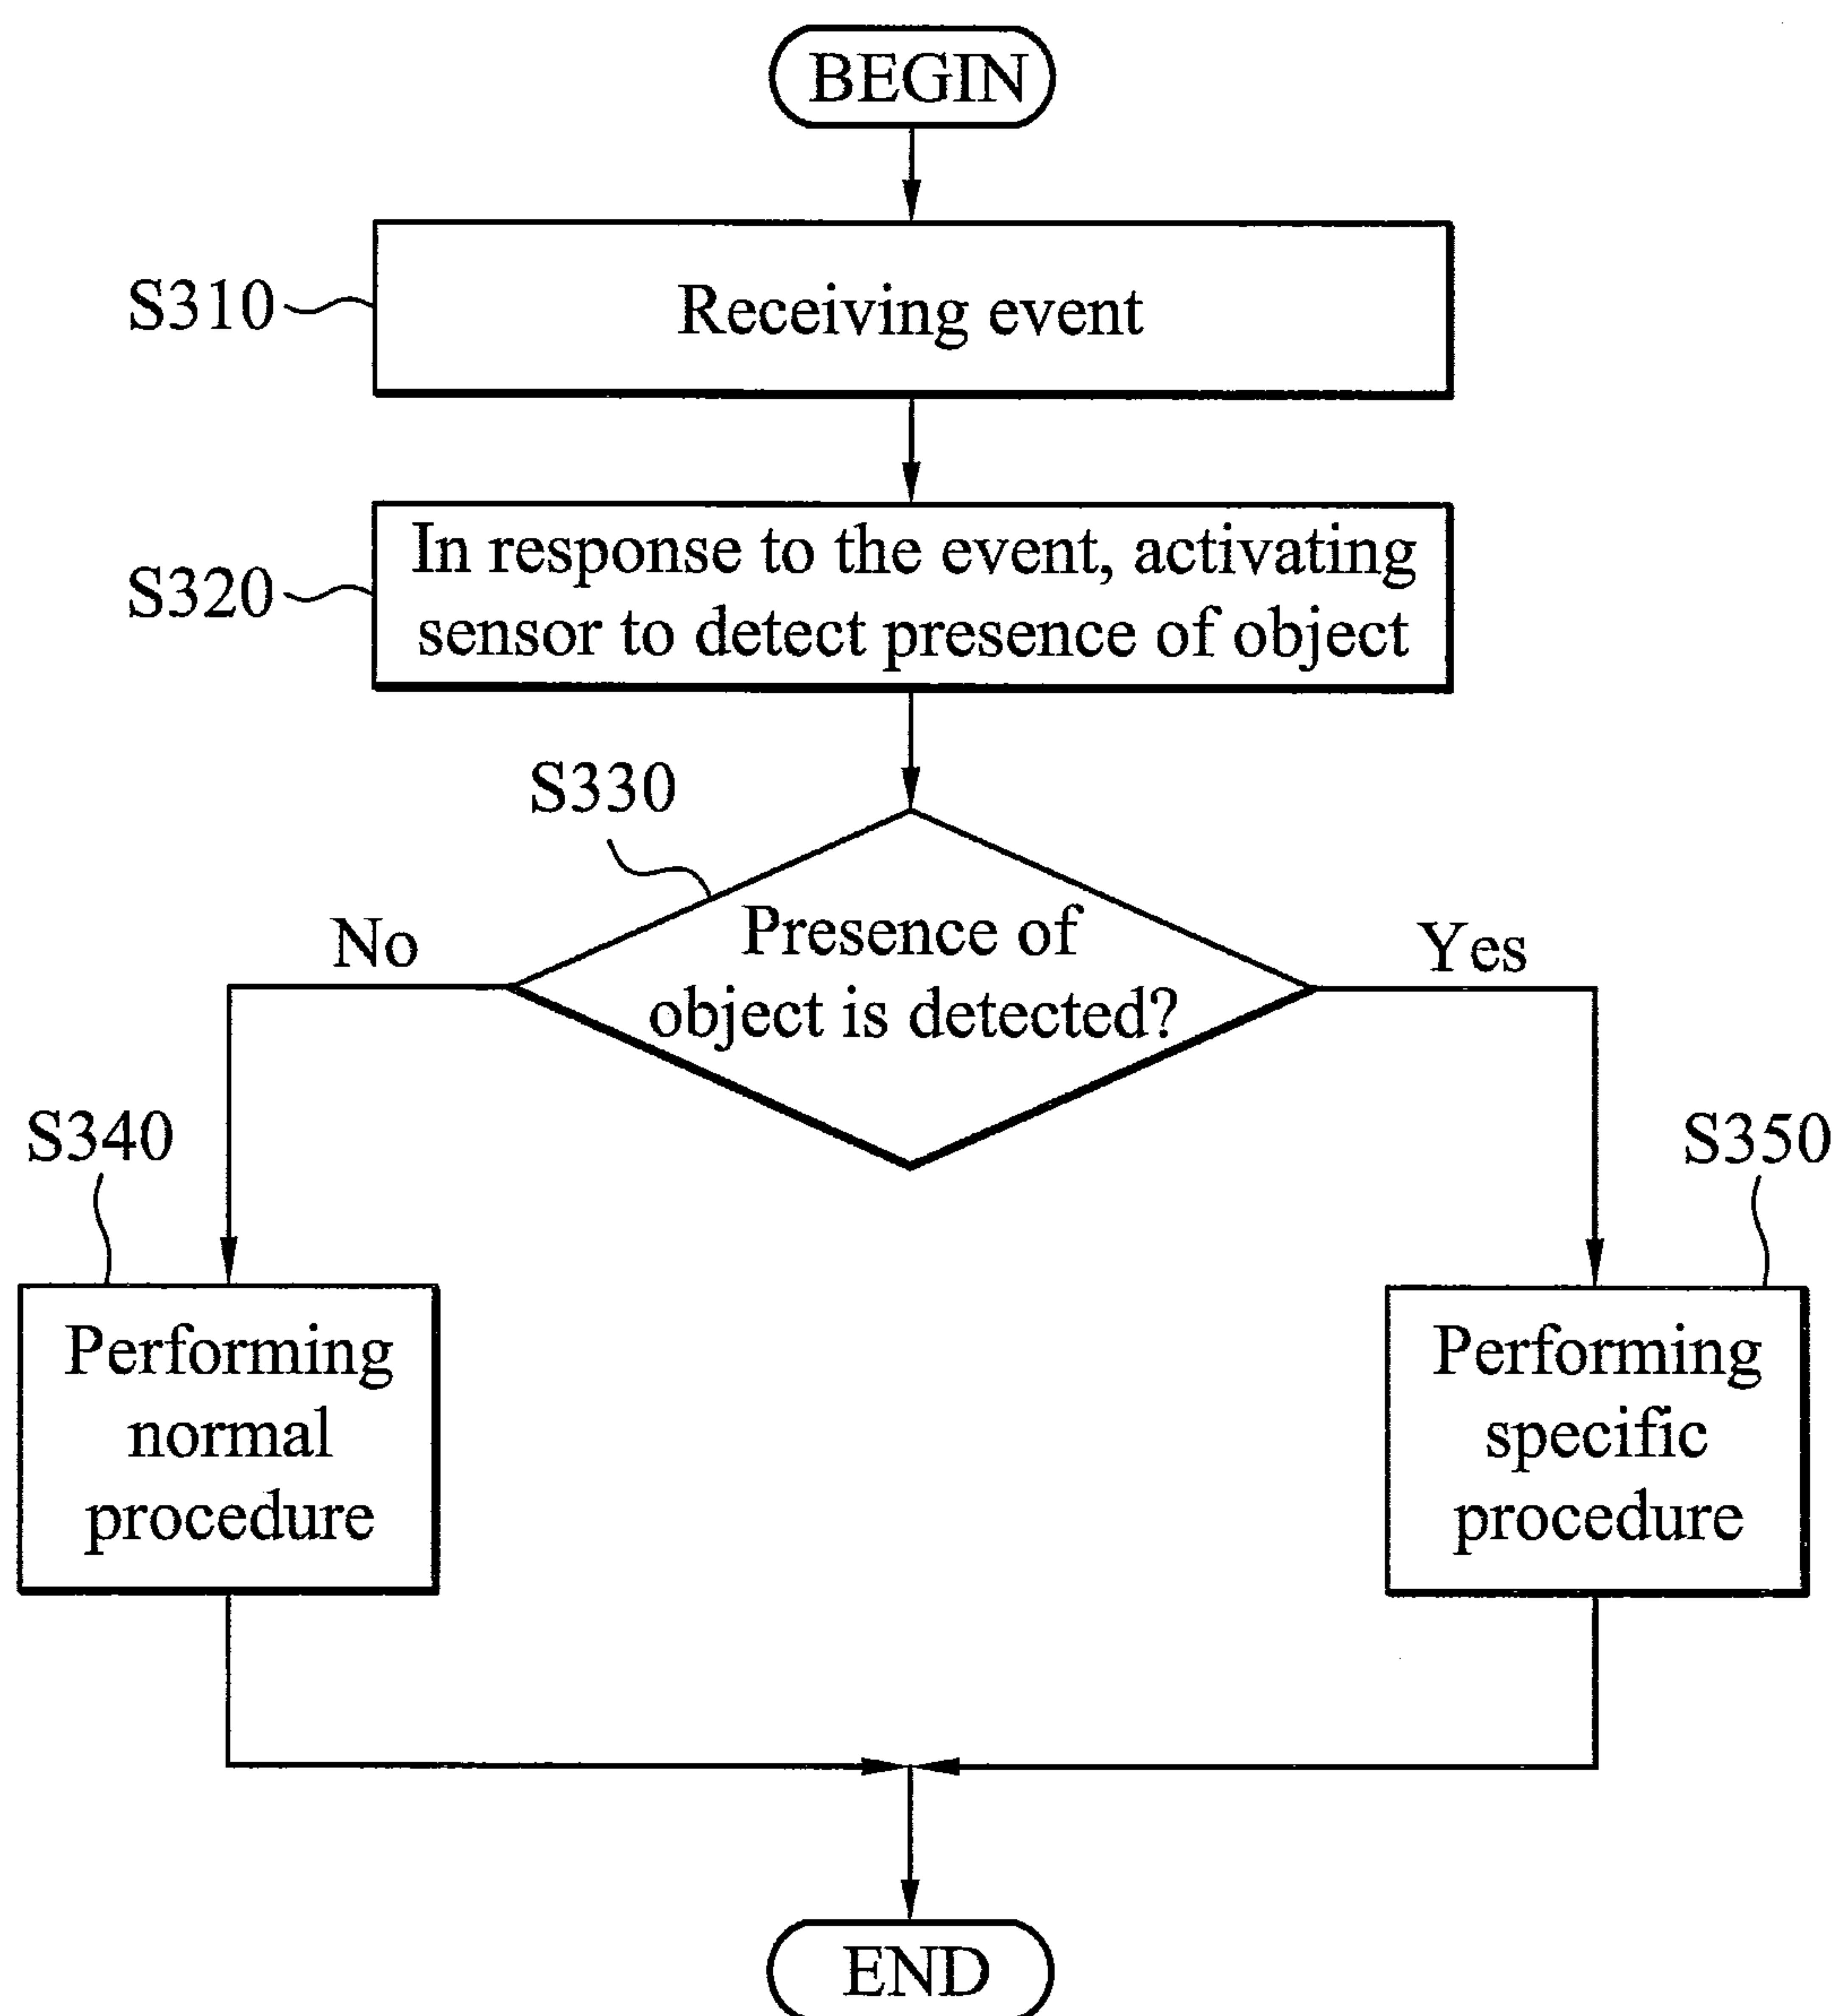 BEGIN
S310
Receiving event
S320
In response to the event, activating
sensor to detect presence of object
S330
Presence of
object is detected?
No
Yes
S340
Performing
normal
procedure
S350
Performing
specific
procedure
END